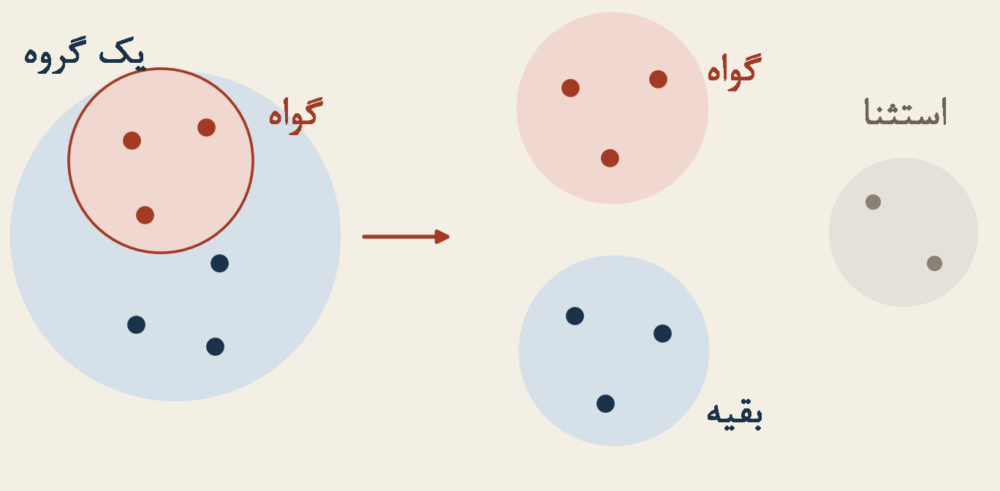 یک گروه
گواه
گواه
استثنا
بقیه